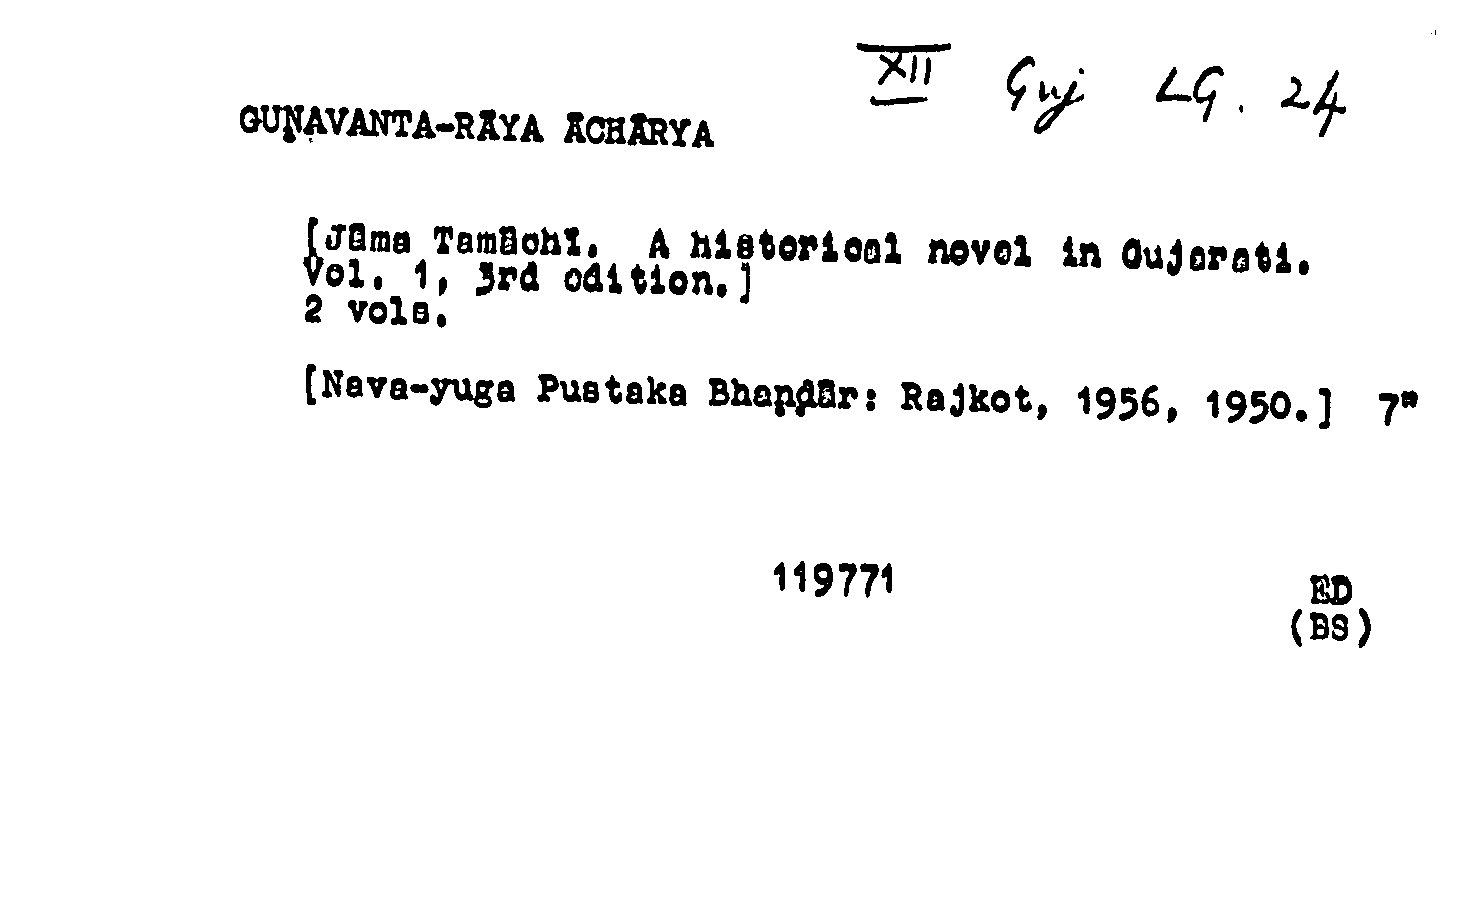 XII Guj LG. 24
GUṆAVANTA-RĀYA ĀCHĀRYA
[Jāma Tamāchī. A historical novel in Gujarati.
Vol. 1, 3rd edition.]
2 vols.
[Nava-yuga Pustaka Bhaṇḍār: Rajkot, 1956, 1950.] 7"
119771
ED
(BS)